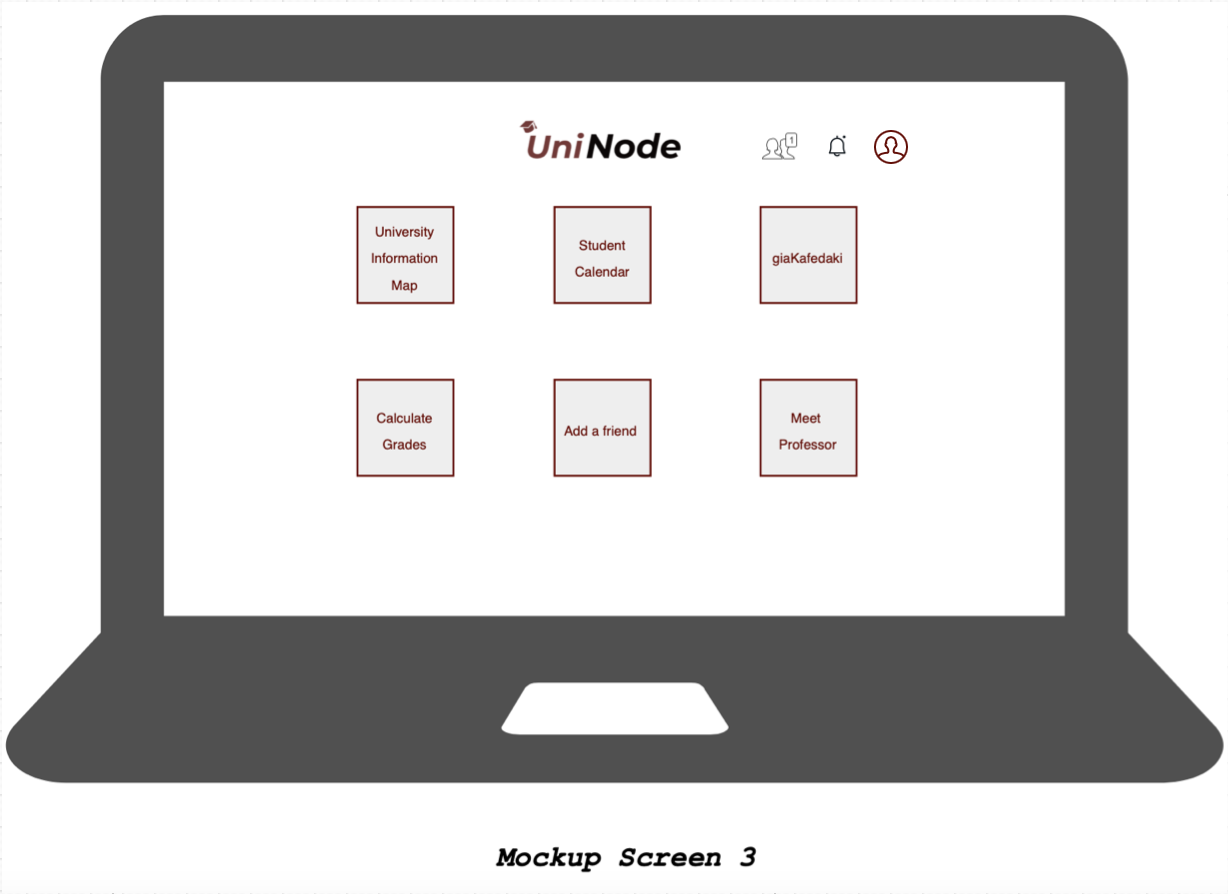 UniNode
1
University
Information
Map
Student
Calendar
giaKafedaki
Calculate
Grades
Add a friend
Meet
Professor
Mockup Screen 3